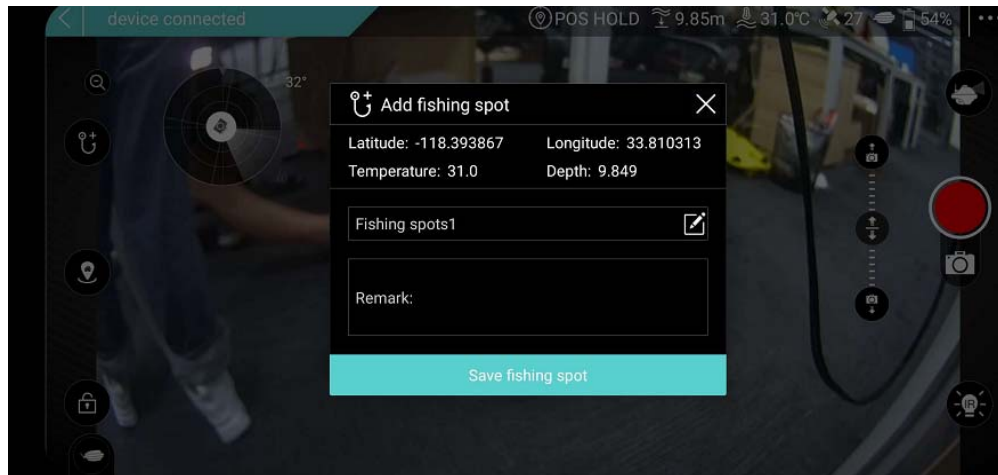 device connected
POS HOLD 9.85m 31.0°C 27 54%
32°
Add fishing spot
Latitude: -118.393867 Longitude: 33.810313
Temperature: 31.0 Depth: 9.849
Fishing spots1
Remark:
Save fishing spot
IR